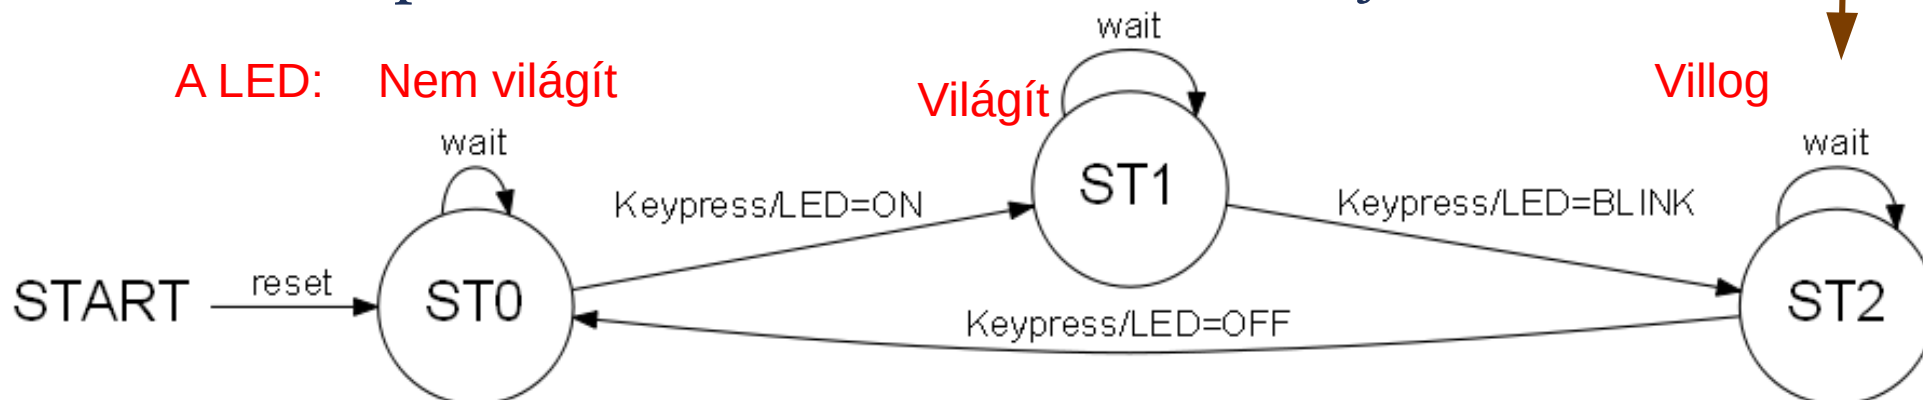 wait
A LED: Nem világít
Világít
Villog
wait
wait
Keypress/LED=ON
ST1
Keypress/LED=BLINK
START
reset
ST0
Keypress/LED=OFF
ST2